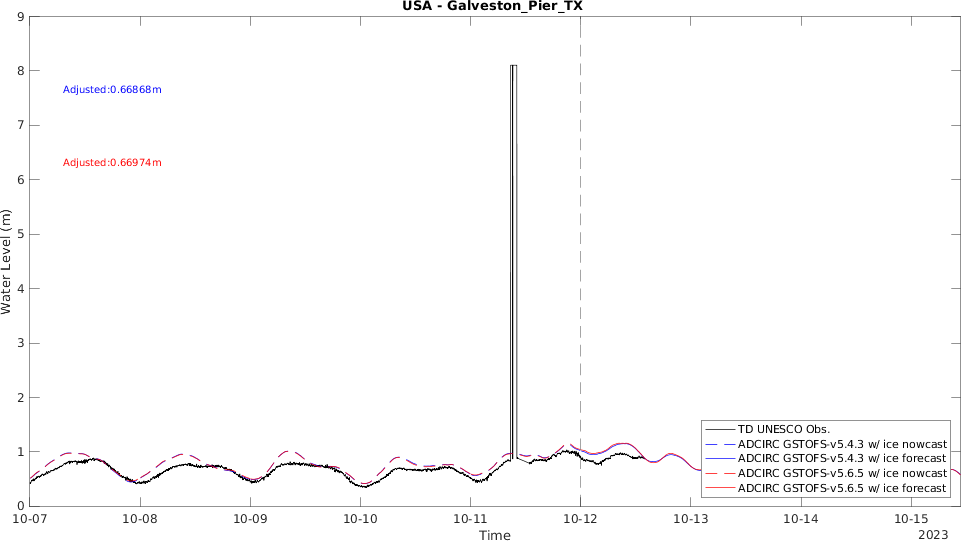 USA - Galveston_Pier_TX
9
8
7
6
5
4
3
2
1
0
Water Level (m)
Adjusted:0.66868m
Adjusted:0.66974m
TD UNESCO Obs.
ADCIRC GSTOFS-v5.4.3 w/ ice nowcast
ADCIRC GSTOFS-v5.4.3 w/ ice forecast
ADCIRC GSTOFS-v5.6.5 w/ ice nowcast
ADCIRC GSTOFS-v5.6.5 w/ ice forecast
10-07 10-08 10-09 10-10 10-11 10-12 10-13 10-14 10-15
Time
2023